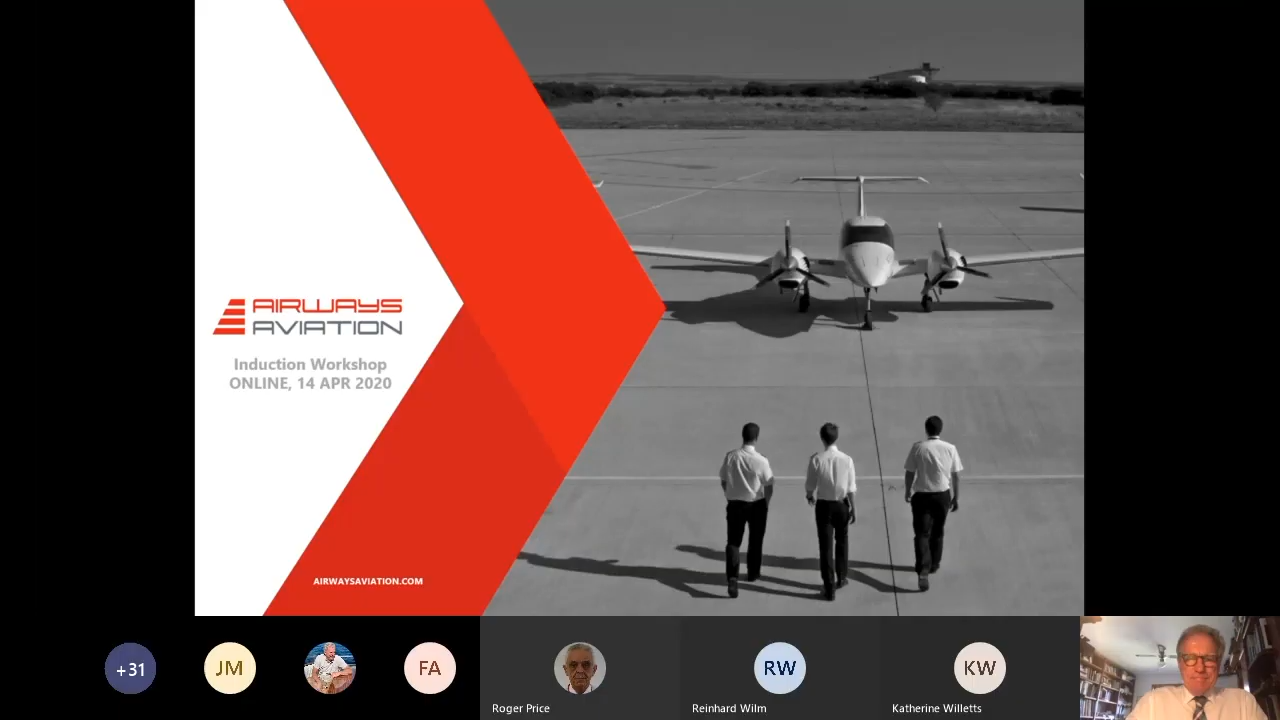 AIRWAYS
AVIATION
Induction Workshop
ONLINE, 14 APR 2020
AIRWAYSAVIATION.COM
+31
JM
FA
RW
KW
Roger Price
Reinhard Wilm
Katherine Willetts